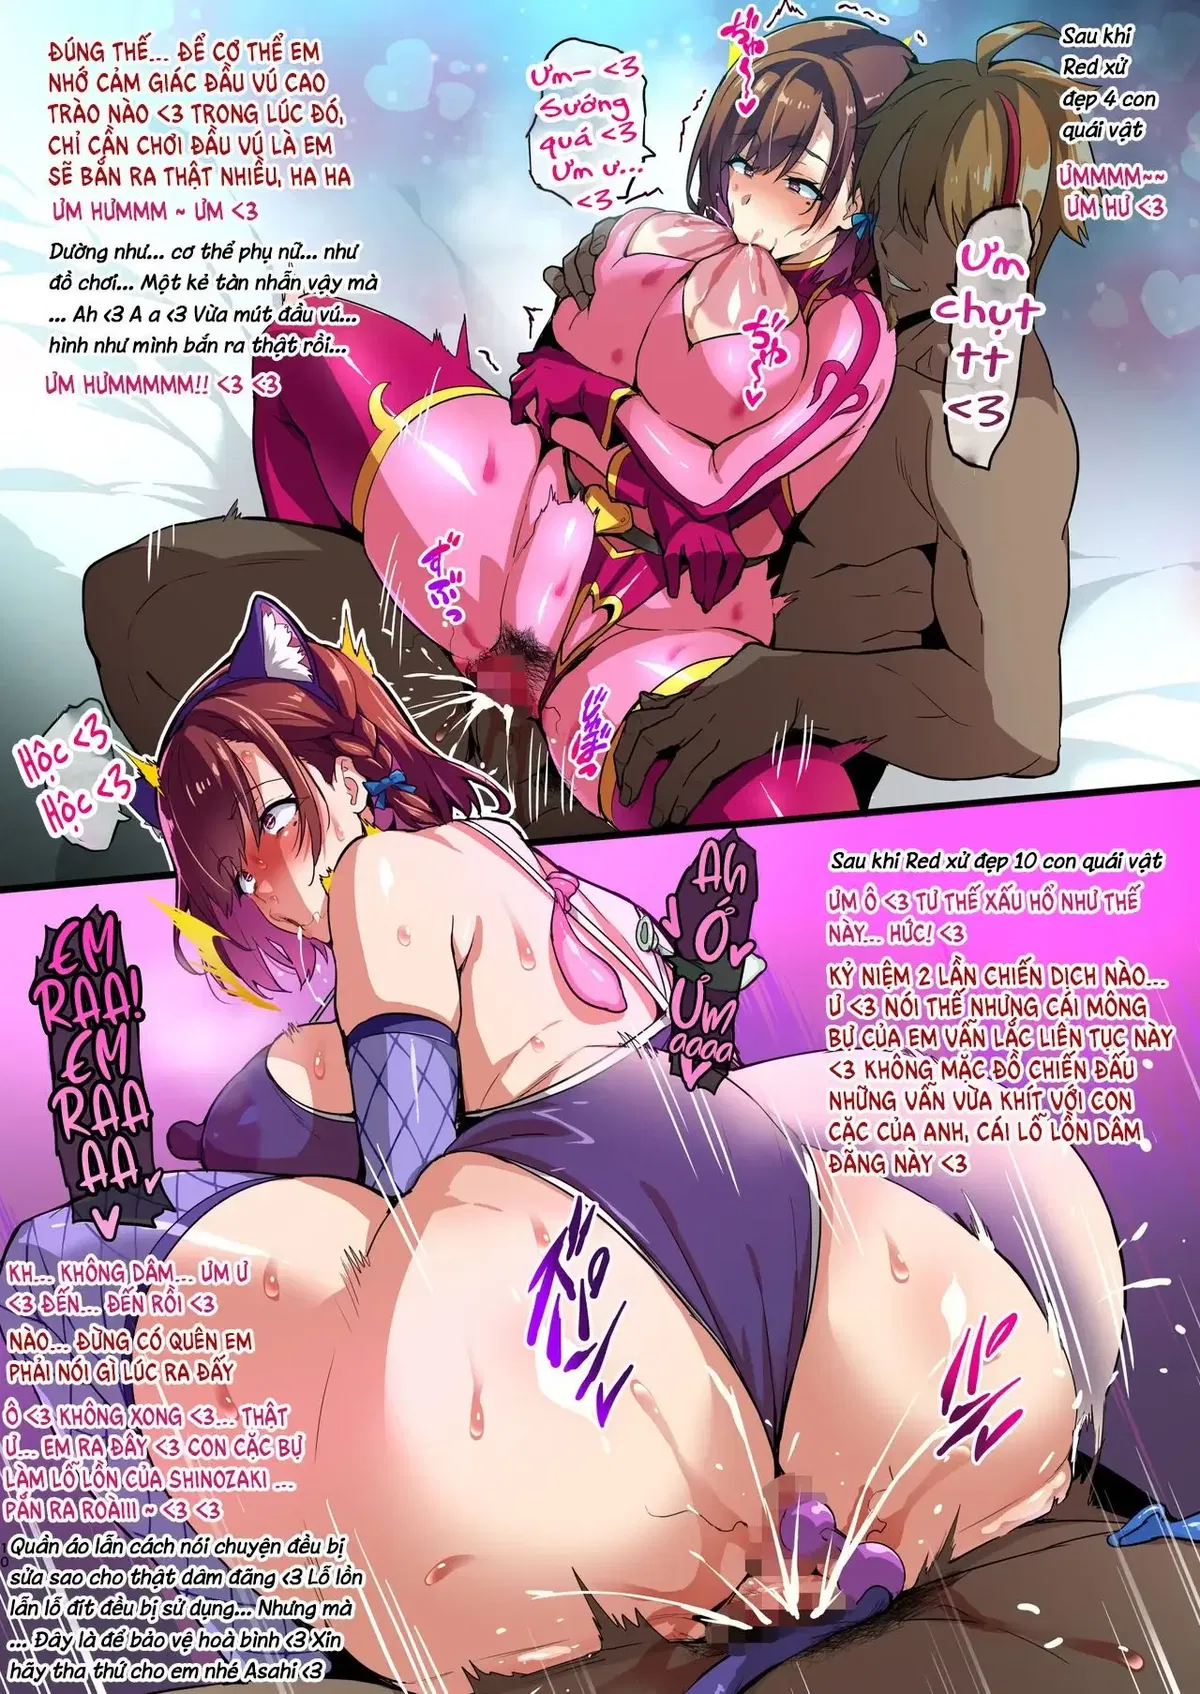 ĐÚNG THẾ... ĐỂ CƠ THỂ EM
NHỚ CẢM GIÁC ĐẦU VÚ CAO
TRÀO NÀO <3 TRONG LÚC ĐÓ,
CHỈ CẦN CHƠI ĐẦU VÚ LÀ EM
SẼ BẮN RA THẬT NHIỀU, HA HA
ƯM HƯMMM ~ ƯM <3
Dường như... cơ thể phụ nữ... như
đồ chơi... Một kẻ tàn nhẫn vậy mà
... Ah <3 A a <3 Vừa mút đầu vú...
hình như mình bắn ra thật rồi...
ƯM HƯMMMMM!! <3 <3
Ưm— <3
Sướng
quá <3
Ưm ư...
<3
Sau khi
Red xử
đẹp 4 con
quái vật
ƯMMMM~~
ƯM HƯ <3
Ưm
chụt
tt
<3
Hộc <3
Hộc <3
EM
RAA!
EM
RAA
AA
Ah
Ớ
Ưm
aaaa
Sau khi Red xử đẹp 10 con quái vật
ƯM Ô <3 TƯ THẾ XẤU HỔ NHƯ THẾ
NÀY... HỨC! <3
KỶ NIỆM 2 LẦN CHIẾN DỊCH NÀO...
Ư <3 NÓI THẾ NHƯNG CÁI MÔNG
BỰ CỦA EM VẪN LẮC LIÊN TỤC NÀY
<3 KHÔNG MẶC ĐỒ CHIẾN ĐẤU
NHƯNG VẪN VỪA KHÍT VỚI CON
CẶC CỦA ANH, CÁI LỖ LỒN DÂM
ĐÃNG NÀY <3
KH... KHÔNG DÂM... ƯM Ư
<3 ĐẾN... ĐẾN RỒI <3
NÀO... ĐỪNG CÓ QUÊN EM
PHẢI NÓI GÌ LÚC RA ĐẤY
Ô <3 KHÔNG XONG <3... THẬT
Ư... EM RA ĐÂY <3 CON CẶC BỰ
LÀM LỖ LỒN CỦA SHINOZAKI ...
PẮN RA ROÀIII ~ <3 <3
Quần áo lẫn cách nói chuyện đều bị
sửa sao cho thật dâm đãng <3 Lỗ lồn
lẫn lỗ đít đều bị sử dụng... Nhưng mà
... Đây là để bảo vệ hoà bình <3 Xin
hãy tha thứ cho em nhé Asahi <3